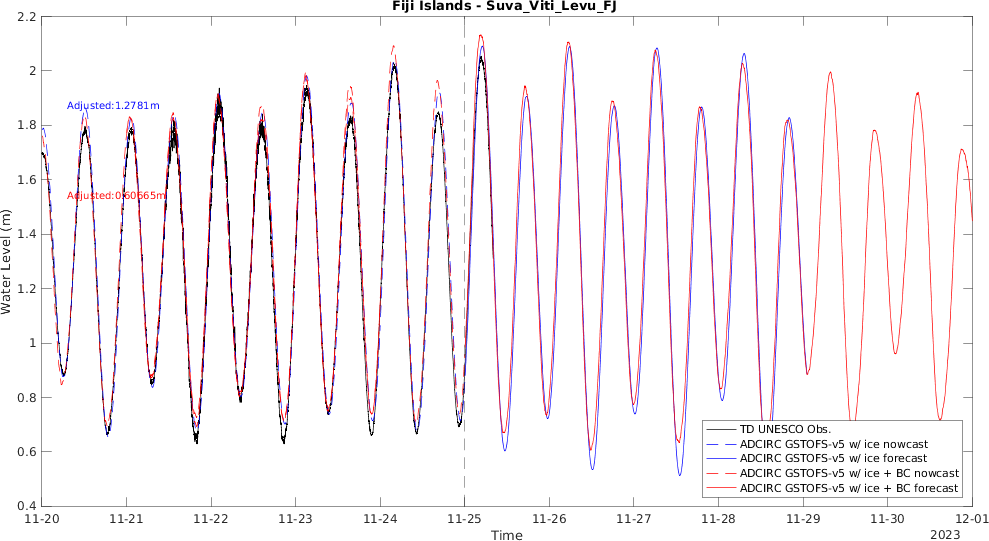 Fiji Islands - Suva_Viti_Levu_FJ
Water Level (m)
2.2
2
1.8
1.6
1.4
1.2
1
0.8
0.6
0.4
Adjusted:1.2781m
Adjusted:0.60665m
TD UNESCO Obs.
ADCIRC GSTOFS-v5 w/ ice nowcast
ADCIRC GSTOFS-v5 w/ ice forecast
ADCIRC GSTOFS-v5 w/ ice + BC nowcast
ADCIRC GSTOFS-v5 w/ ice + BC forecast
11-20 11-21 11-22 11-23 11-24 11-25 11-26 11-27 11-28 11-29 11-30 12-01
Time
2023